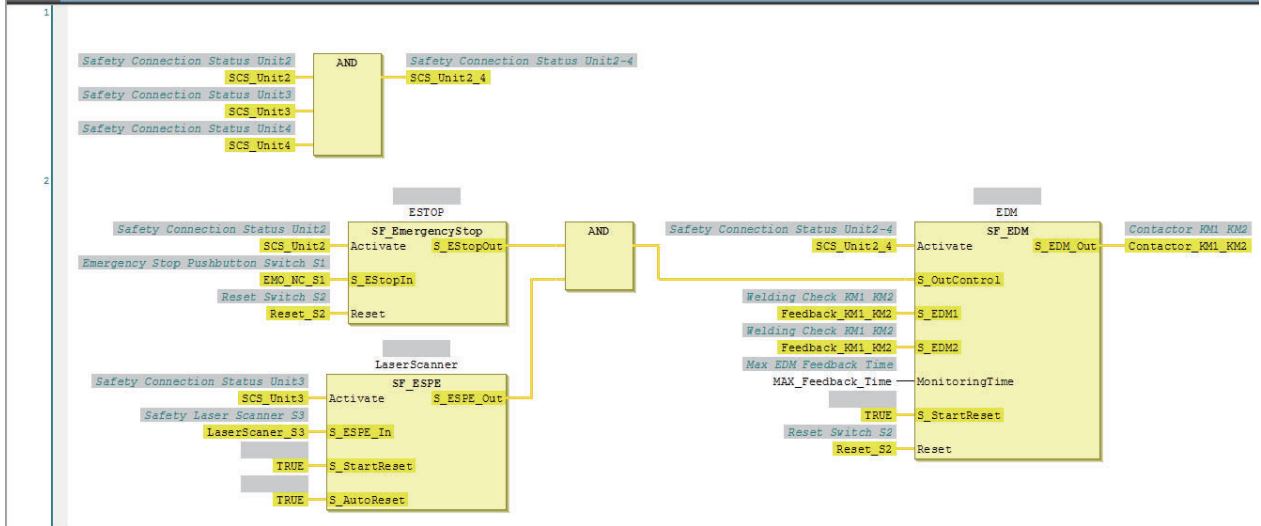 1
Safety Connection Status Unit2
AND
Safety Connection Status Unit2-4
SCS_Unit2
SCS_Unit2_4
Safety Connection Status Unit3
SCS_Unit3
Safety Connection Status Unit4
SCS_Unit4
2
ESTOP
EDM
Safety Connection Status Unit2
SF_EmergencyStop
AND
Safety Connection Status Unit2-4
SF_EDM
Contactor KM1 KM2
SCS_Unit2
Activate
S_EStopOut
SCS_Unit2_4
Activate
S_EDM_Out
Contactor_KM1_KM2
Emergency Stop Pushbutton Switch S1
EMO_NC_S1
S_EStopIn
S_OutControl
Reset Switch S2
Welding Check KM1 KM2
Reset_S2
Reset
Feedback_KM1_KM2
S_EDM1
Welding Check KM1 KM2
Feedback_KM1_KM2
S_EDM2
LaserScanner
Max EDM Feedback Time
Safety Connection Status Unit3
SF_ESPE
MAX_Feedback_Time
MonitoringTime
SCS_Unit3
Activate
S_ESPE_Out
Safety Laser Scanner S3
TRUE
S_StartReset
LaserScaner_S3
S_ESPE_In
Reset Switch S2
Reset_S2
Reset
TRUE
S_StartReset
TRUE
S_AutoReset